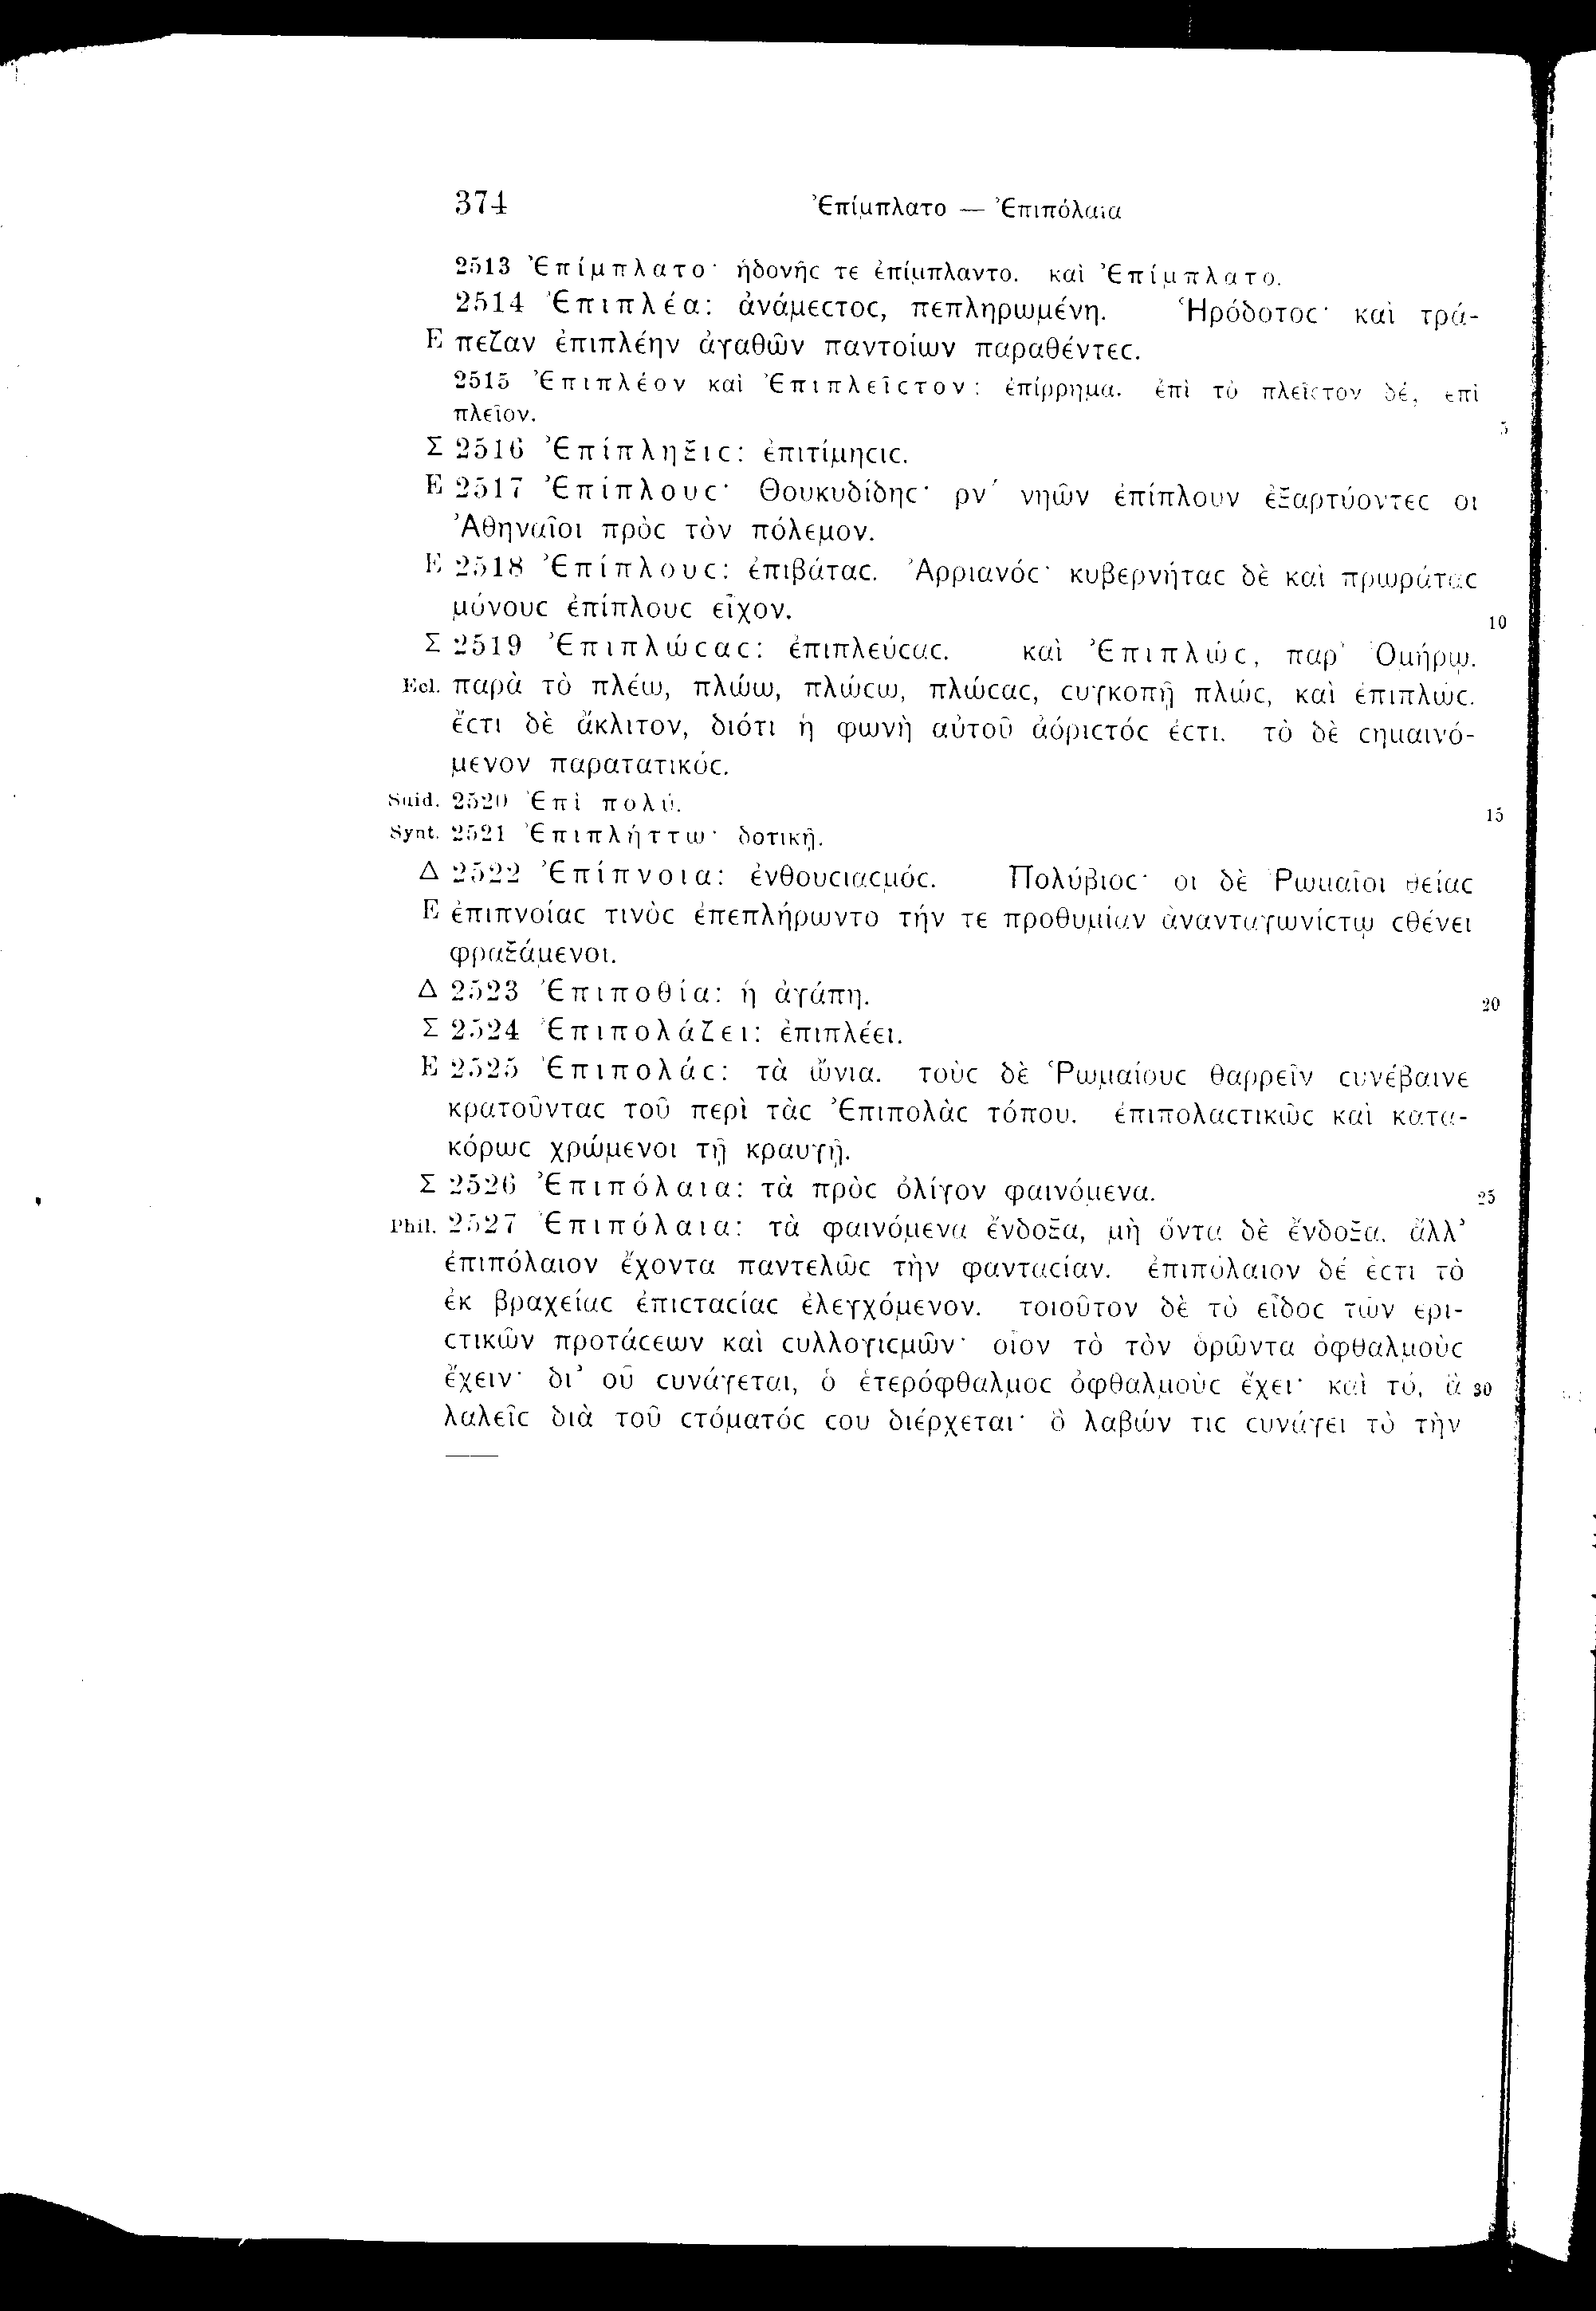 374 Ἐπίμπλατο — Ἐπιπόλαια
2513 Ἐπίμπλατο· ἡδονῆϲ τε ἐπίμπλαντο. καὶ Ἐπίμπλατο.
2514 Ἐπιπλέα: ἀνάμεϲτοϲ, πεπληρωμένη. Ἡρόδοτοϲ· καὶ τρά-
E πεζαν ἐπιπλέην ἀγαθῶν παντοίων παραθέντεϲ.
2515 Ἐπιπλέον καὶ Ἐπιπλεῖϲτον: ἐπίρρημα. ἐπὶ τὸ πλεῖϲτον δέ, ἐπὶ
πλεῖον. 5
Σ 2516 Ἐπίπληξιϲ: ἐπιτίμηϲιϲ.
E 2517 Ἐπίπλουϲ· Θουκυδίδηϲ· ρν΄ νηῶν ἐπίπλουν ἐξαρτύοντεϲ οἱ
Ἀθηναῖοι πρὸϲ τὸν πόλεμον.
E 2518 Ἐπίπλουϲ: ἐπιβάταϲ. Ἀρριανόϲ· κυβερνήταϲ δὲ καὶ πρωράταϲ
μόνουϲ ἐπίπλουϲ εἶχον. 10
Σ 2519 Ἐπιπλώϲαϲ: ἐπιπλεύϲαϲ. καὶ Ἐπιπλώϲ, παρ' Ὁμήρῳ.
Ecl. παρὰ τὸ πλέω, πλώω, πλώϲω, πλώϲαϲ, ϲυγκοπῇ πλώϲ, καὶ ἐπιπλώϲ.
ἔϲτι δὲ ἄκλιτον, διότι ἡ φωνὴ αὐτοῦ ἀόριϲτόϲ ἐϲτι. τὸ δὲ ϲημαινό-
μενον παρατατικόϲ.
Suid. 2520 Ἐπὶ πολύ. 15
Synt. 2521 Ἐπιπλήττω· δοτικῇ.
Δ 2522 Ἐπίπνοια: ἐνθουϲιαϲμόϲ. Πολύβιοϲ· οἱ δὲ Ῥωμαῖοι θείαϲ
E ἐπιπνοίαϲ τινὸϲ ἐπεπλήρωντο τήν τε προθυμίαν ἀνανταγωνίϲτῳ ϲθένει
φραξάμενοι.
Δ 2523 Ἐπιποθία: ἡ ἀγάπη. 20
Σ 2524 Ἐπιπολάζει: ἐπιπλέει.
E 2525 Ἐπιπολάϲ: τὰ ὤνια. τοὺϲ δὲ Ῥωμαίουϲ θαρρεῖν ϲυνέβαινε
κρατοῦνταϲ τοῦ περὶ τὰϲ Ἐπιπολὰϲ τόπου. ἐπιπολαϲτικῶϲ καὶ κατα-
κόρωϲ χρώμενοι τῇ κραυγῇ.
Σ 2526 Ἐπιπόλαια: τὰ πρὸϲ ὀλίγον φαινόμενα. 25
Phil. 2527 Ἐπιπόλαια: τὰ φαινόμενα ἔνδοξα, μὴ ὄντα δὲ ἔνδοξα, ἀλλ'
ἐπιπόλαιον ἔχοντα παντελῶϲ τὴν φανταϲίαν. ἐπιπόλαιον δέ ἐϲτι τὸ
ἐκ βραχείαϲ ἐπιϲταϲίαϲ ἐλεγχόμενον. τοιοῦτον δὲ τὸ εἶδοϲ τῶν ἐρι-
ϲτικῶν προτάϲεων καὶ ϲυλλογιϲμῶν· οἷον τὸ τὸν ὁρῶντα ὀφθαλμοὺϲ
ἔχειν· δι' οὗ ϲυνάγεται, ὁ ἑτερόφθαλμοϲ ὀφθαλμοὺϲ ἔχει· καὶ τό, ἃ 30
λαλεῖϲ διὰ τοῦ ϲτόματόϲ ϲου διέρχεται· ὃ λαβών τιϲ ϲυνάγει τὸ τὴν